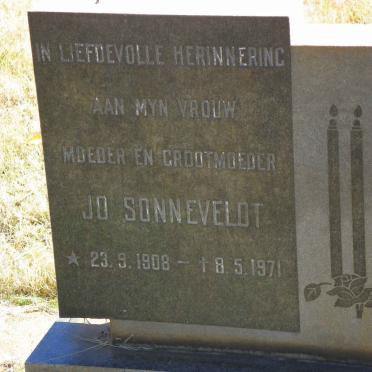 IN LIEFDEVOLLE HERINNERING
AAN MYN VROUW
MOEDER EN GROOTMOEDER
JO SONNEVELDT
★ 23.9.1908 — † 8.5.1971